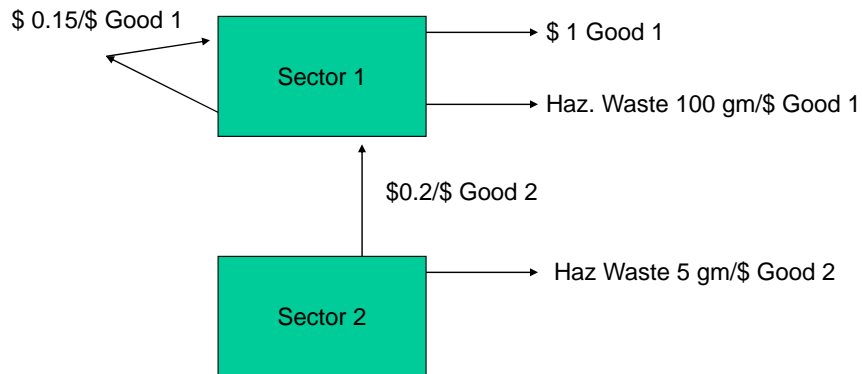 $ 0.15/$ Good 1
$ 1 Good 1
Sector 1
Haz. Waste 100 gm/$ Good 1
$0.2/$ Good 2
Haz Waste 5 gm/$ Good 2
Sector 2